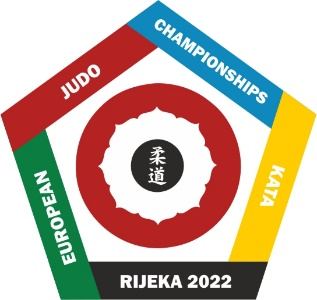 EUROPEAN
JUDO
CHAMPIONSHIPS
KATA
RIJEKA 2022
柔道